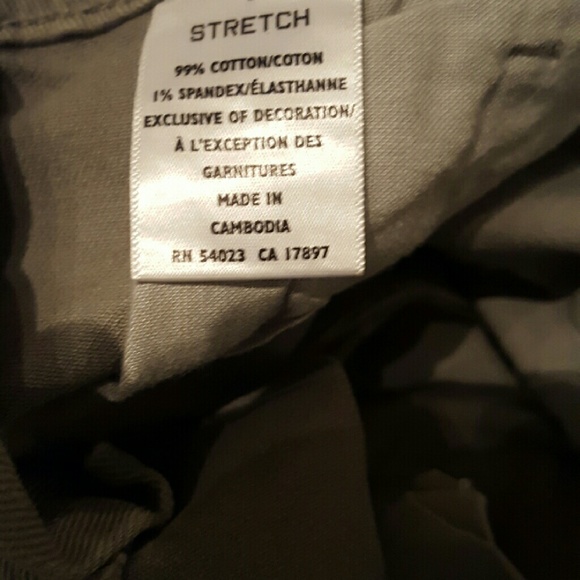 STRETCH
99% COTTON/COTON
1% SPANDEX/ÉLASTHANNE
EXCLUSIVE OF DECORATION/
À L'EXCEPTION DES
GARNITURES
MADE IN
CAMBODIA
RN 54023 CA 17897